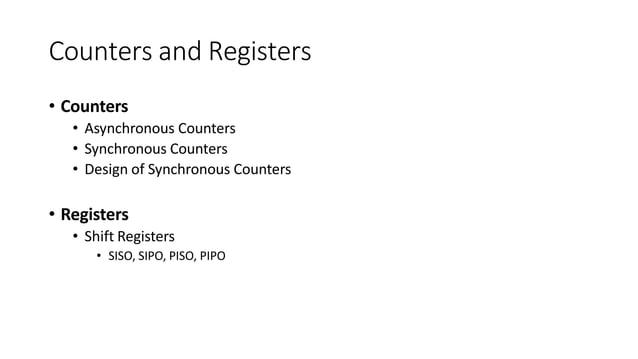 Counters and Registers
• Counters
• Asynchronous Counters
• Synchronous Counters
• Design of Synchronous Counters
• Registers
• Shift Registers
• SISO, SIPO, PISO, PIPO